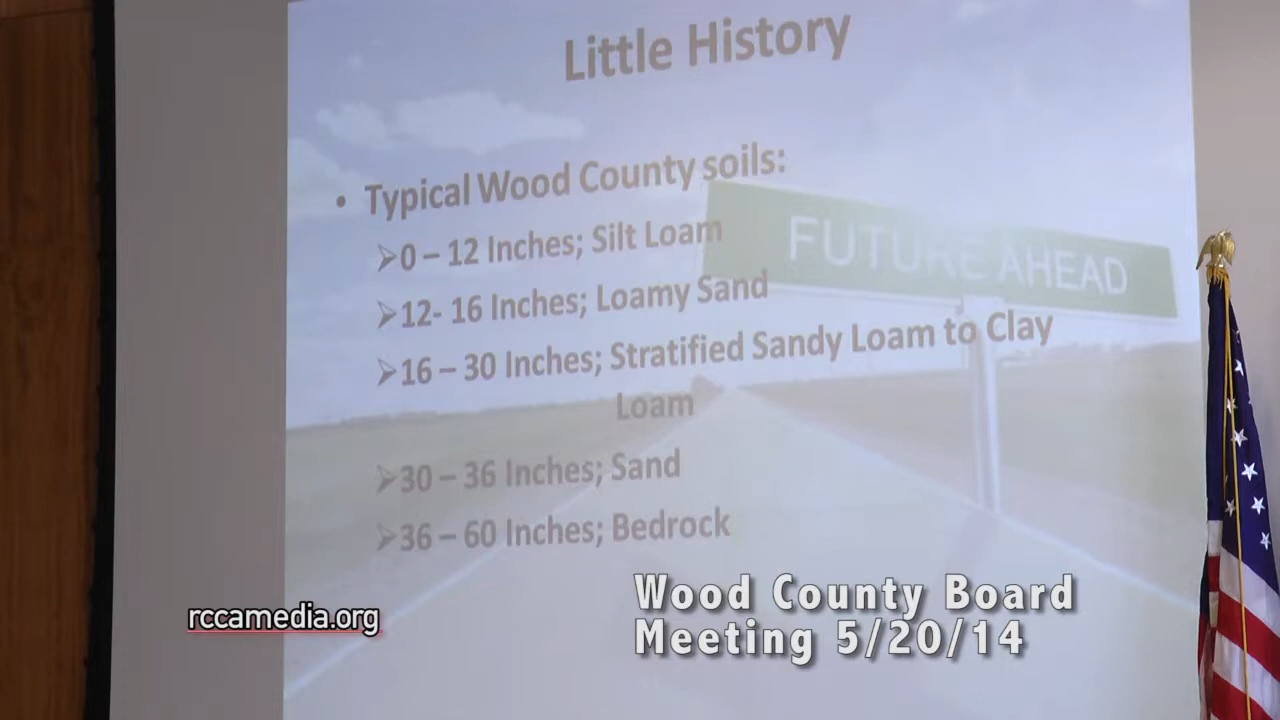 Little History
• Typical Wood County soils:
➢0 – 12 Inches; Silt Loam
FUTURE AHEAD
➢12- 16 Inches; Loamy Sand
➢16 – 30 Inches; Stratified Sandy Loam to Clay
Loam
➢30 – 36 Inches; Sand
➢36 – 60 Inches; Bedrock
rccamedia.org
Wood County Board
Meeting 5/20/14